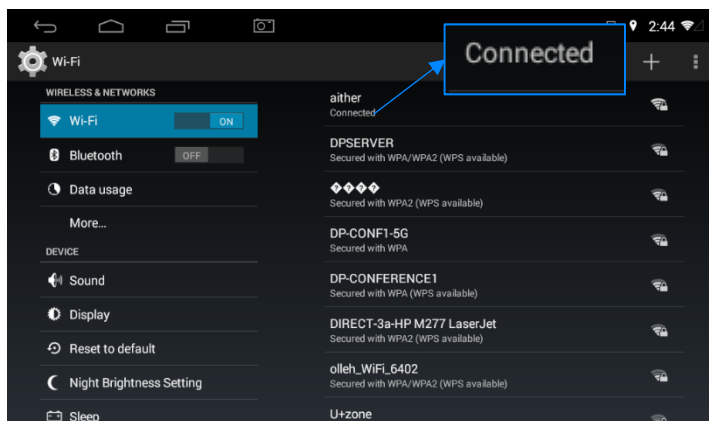 2:44
Connected
Wi-Fi
WIRELESS & NETWORKS
Wi-Fi
ON
Bluetooth
OFF
Data usage
More...
DEVICE
Sound
Display
Reset to default
Night Brightness Setting
Sleep
aither
Connected
DPSERVER
Secured with WPA/WPA2 (WPS available)
����
Secured with WPA2 (WPS available)
DP-CONF1-5G
Secured with WPA
DP-CONFERENCE1
Secured with WPA (WPS available)
DIRECT-3a-HP M277 LaserJet
Secured with WPA2 (WPS available)
olleh_WiFi_6402
Secured with WPA/WPA2 (WPS available)
U+zone